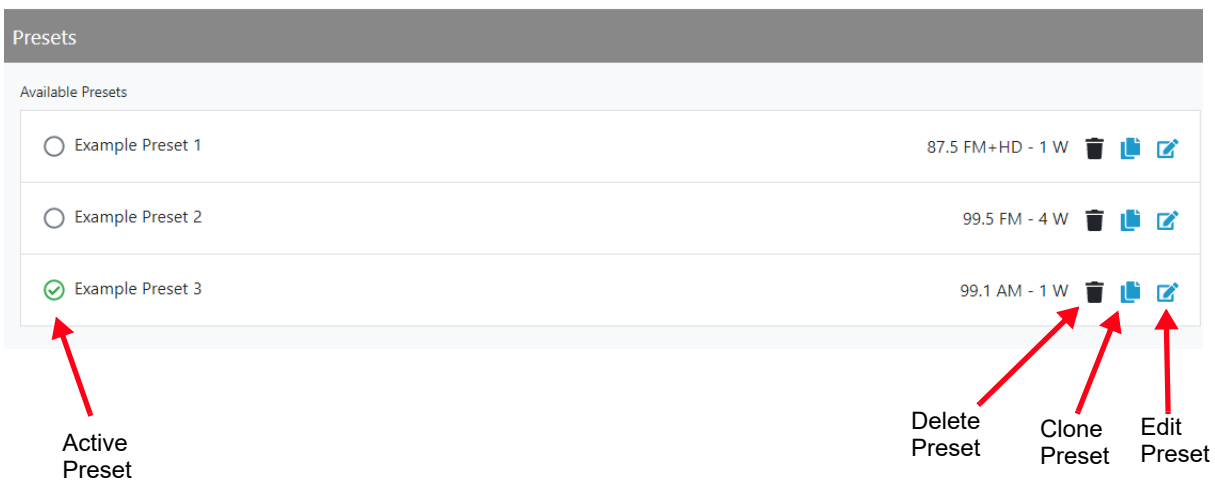 Presets
Available Presets
Example Preset 1 87.5 FM+HD - 1 W
Example Preset 2 99.5 FM - 4 W
Example Preset 3 99.1 AM - 1 W
Active
Preset
Delete
Preset
Clone
Preset
Edit
Preset